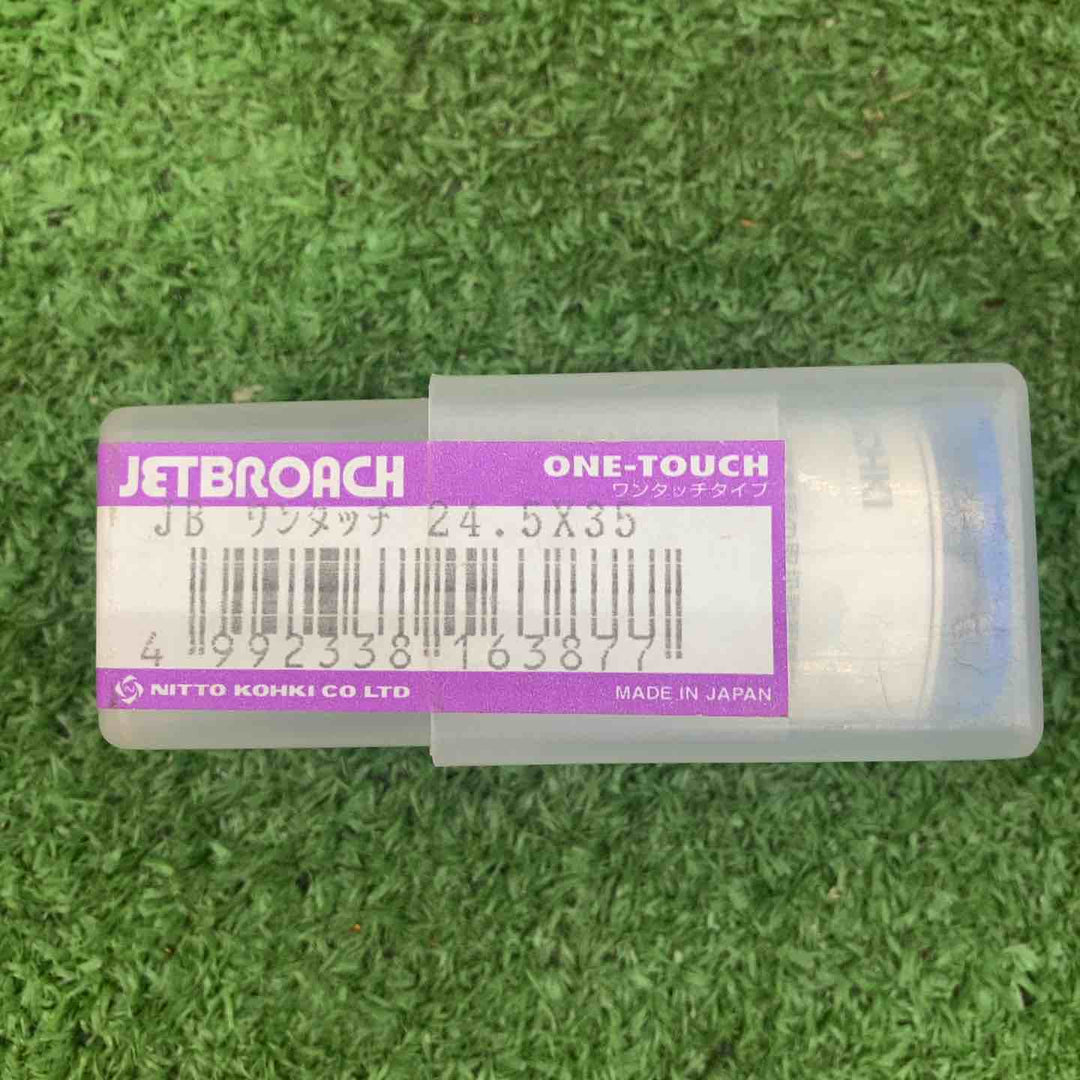 JETBROACH
ONE-TOUCH
ワンタッチタイプ
JB ワンタッチ 24.5X35
4 992338 163877
NITTO KOHKI CO LTD
MADE IN JAPAN